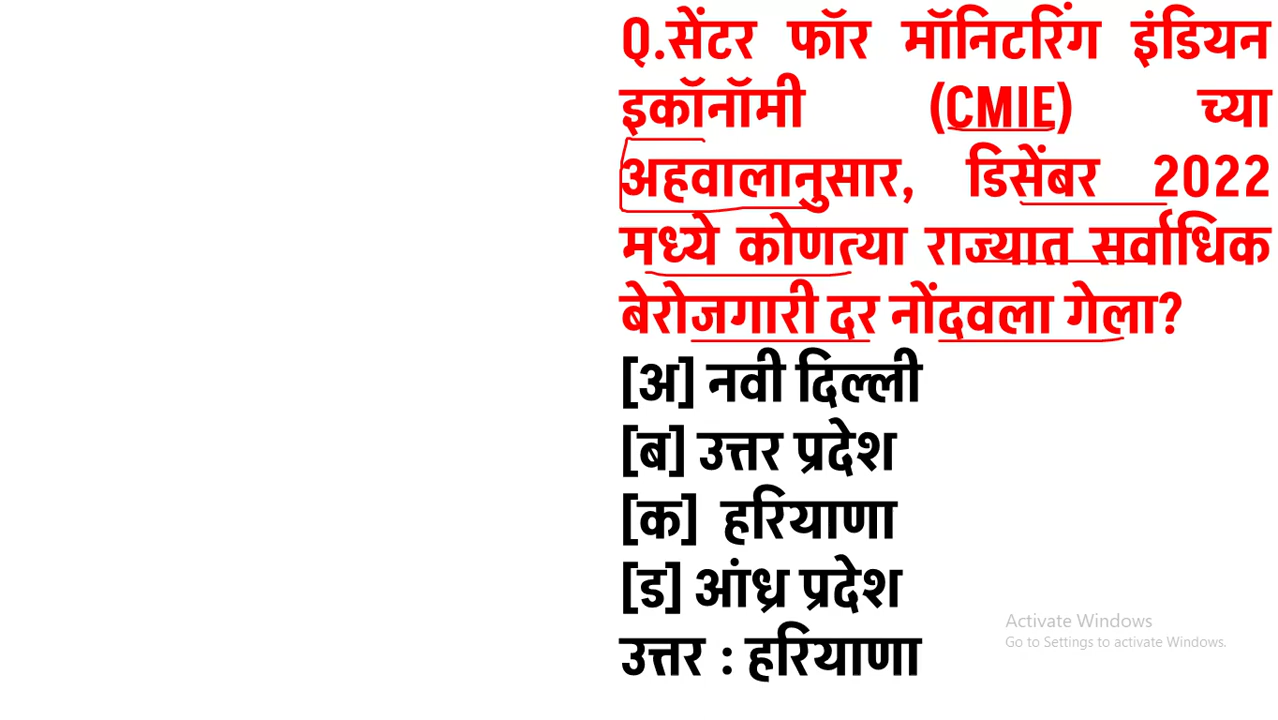 Q.सेंटर फॉर मॉनिटरिंग इंडियन
इकॉनॉमी (CMIE) च्या
अहवालानुसार, डिसेंबर 2022
मध्ये कोणत्या राज्यात सर्वाधिक
बेरोजगारी दर नोंदवला गेला?
[अ] नवी दिल्ली
[ब] उत्तर प्रदेश
[क] हरियाणा
[ड] आंध्र प्रदेश
उत्तर : हरियाणा
Activate Windows
Go to Settings to activate Windows.